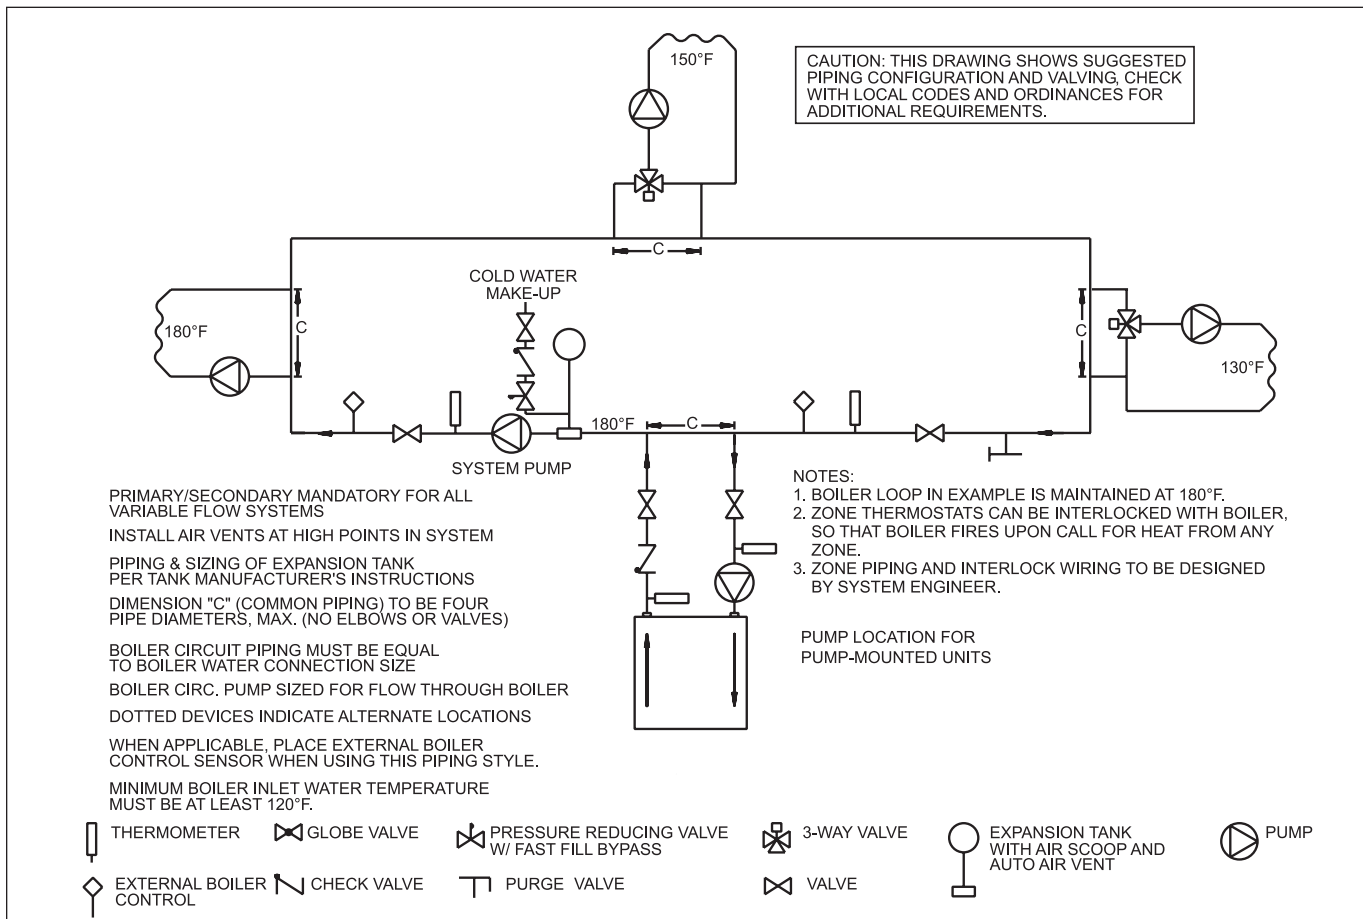 150°F
CAUTION: THIS DRAWING SHOWS SUGGESTED
PIPING CONFIGURATION AND VALVING, CHECK
WITH LOCAL CODES AND ORDINANCES FOR
ADDITIONAL REQUIREMENTS.
C
COLD WATER
MAKE-UP
180°F
C
C
130°F
180°F
C
SYSTEM PUMP
PRIMARY/SECONDARY MANDATORY FOR ALL
VARIABLE FLOW SYSTEMS
INSTALL AIR VENTS AT HIGH POINTS IN SYSTEM
PIPING & SIZING OF EXPANSION TANK
PER TANK MANUFACTURER'S INSTRUCTIONS
DIMENSION "C" (COMMON PIPING) TO BE FOUR
PIPE DIAMETERS, MAX. (NO ELBOWS OR VALVES)
BOILER CIRCUIT PIPING MUST BE EQUAL
TO BOILER WATER CONNECTION SIZE
BOILER CIRC. PUMP SIZED FOR FLOW THROUGH BOILER
DOTTED DEVICES INDICATE ALTERNATE LOCATIONS
WHEN APPLICABLE, PLACE EXTERNAL BOILER
CONTROL SENSOR WHEN USING THIS PIPING STYLE.
MINIMUM BOILER INLET WATER TEMPERATURE
MUST BE AT LEAST 120°F.
NOTES:
1. BOILER LOOP IN EXAMPLE IS MAINTAINED AT 180°F.
2. ZONE THERMOSTATS CAN BE INTERLOCKED WITH BOILER,
SO THAT BOILER FIRES UPON CALL FOR HEAT FROM ANY
ZONE.
3. ZONE PIPING AND INTERLOCK WIRING TO BE DESIGNED
BY SYSTEM ENGINEER.
PUMP LOCATION FOR
PUMP-MOUNTED UNITS
THERMOMETER
GLOBE VALVE
PRESSURE REDUCING VALVE
W/ FAST FILL BYPASS
3-WAY VALVE
EXPANSION TANK
WITH AIR SCOOP AND
AUTO AIR VENT
PUMP
EXTERNAL BOILER
CONTROL
CHECK VALVE
PURGE VALVE
VALVE